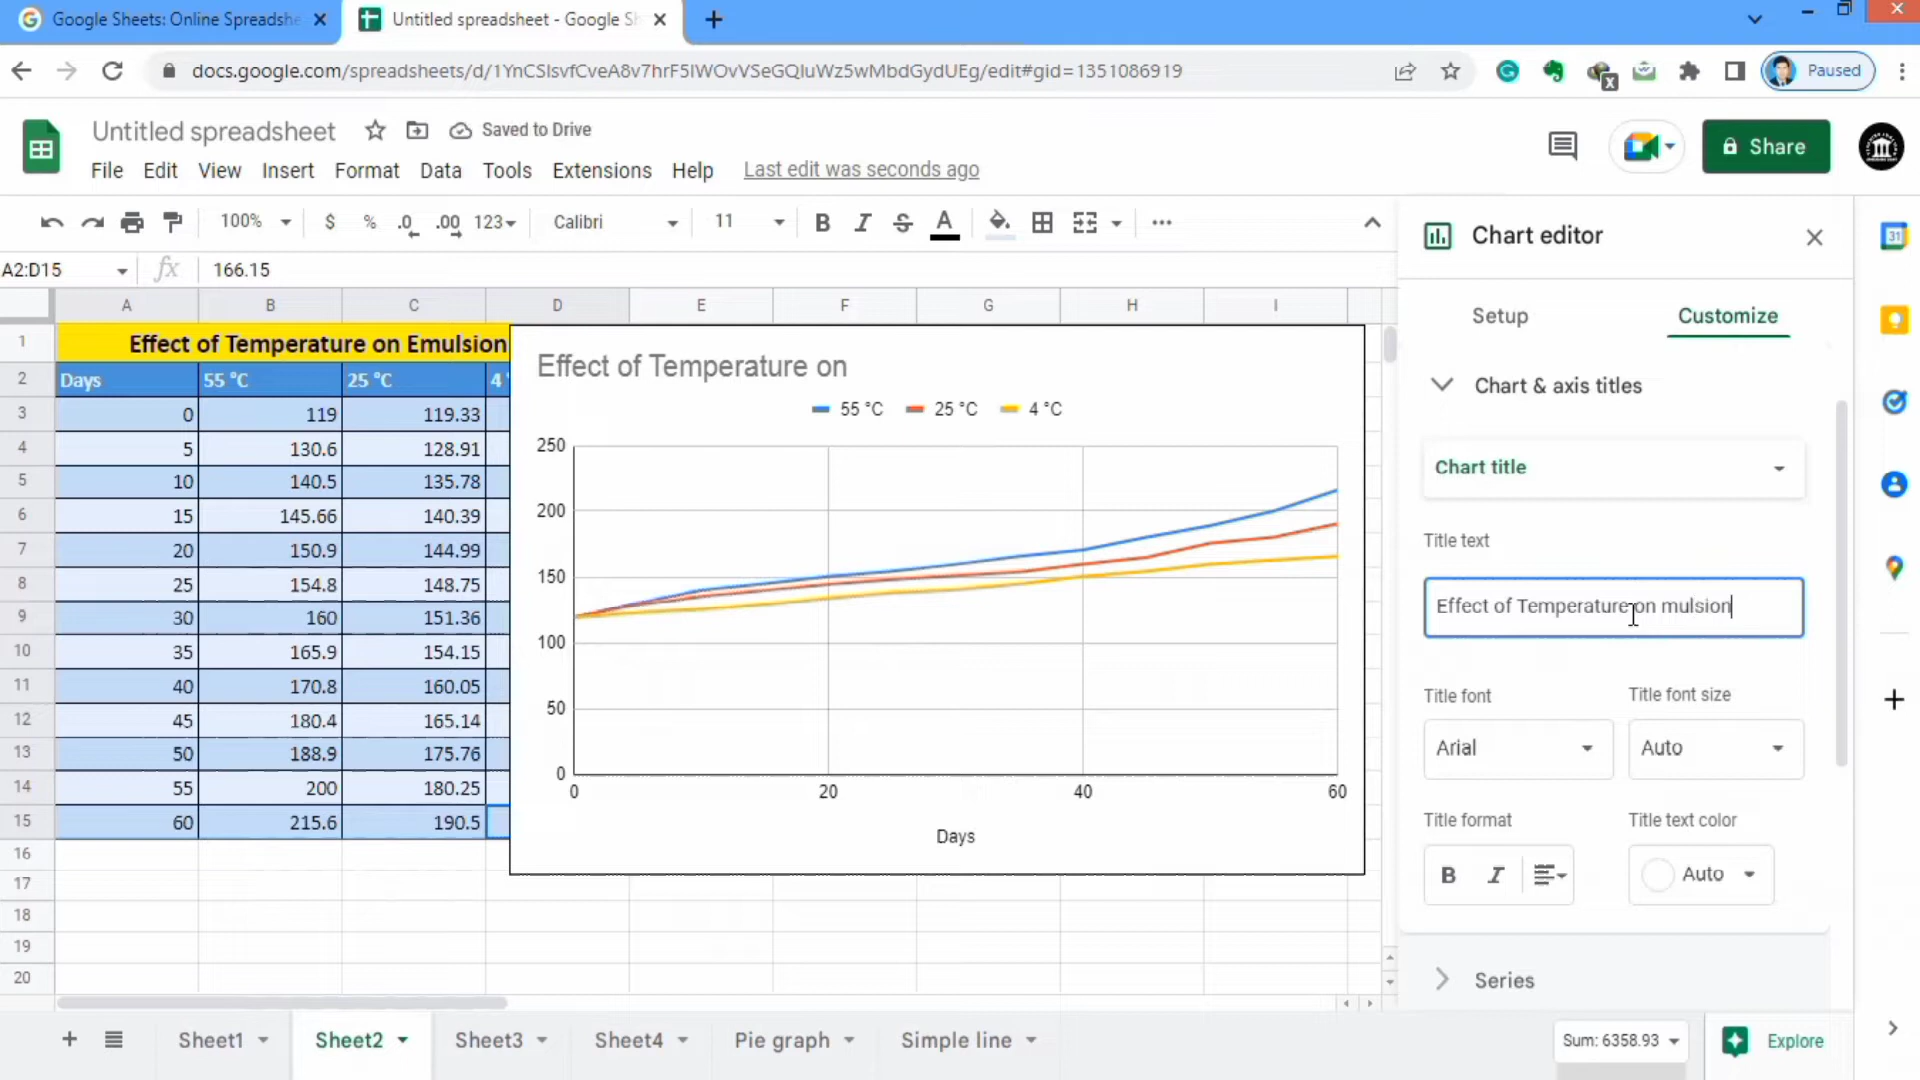 Google Sheets: Online Spreadshe
Untitled spreadsheet - Google Sh
docs.google.com/spreadsheets/d/1YnCSIsvfCveA8v7hrF5IWOvVSeGQIuWz5wMbdGydUEg/edit#gid=1351086919
Paused
Untitled spreadsheet
Saved to Drive
Share
File Edit View Insert Format Data Tools Extensions Help Last edit was seconds ago
100% $ % .0 .00 123 Calibri 11 B I S A
A2:D15 fx 166.15
A B C D E F G H I
1 Effect of Temperature on Emulsion
2 Days 55 °C 25 °C 4 °
3 0 119 119.33
4 5 130.6 128.91
5 10 140.5 135.78
6 15 145.66 140.39
7 20 150.9 144.99
8 25 154.8 148.75
9 30 160 151.36
10 35 165.9 154.15
11 40 170.8 160.05
12 45 180.4 165.14
13 50 188.9 175.76
14 55 200 180.25
15 60 215.6 190.5
16
17
18
19
20
Effect of Temperature on
55 °C 25 °C 4 °C
250
200
150
100
50
0
0 20 40 60
Days
Chart editor
Setup Customize
Chart & axis titles
Chart title
Title text
Effect of Temperature on mulsion
Title font Title font size
Arial Auto
Title format Title text color
B I Auto
Series
31
Sheet1 Sheet2 Sheet3 Sheet4 Pie graph Simple line
Sum: 6358.93 Explore